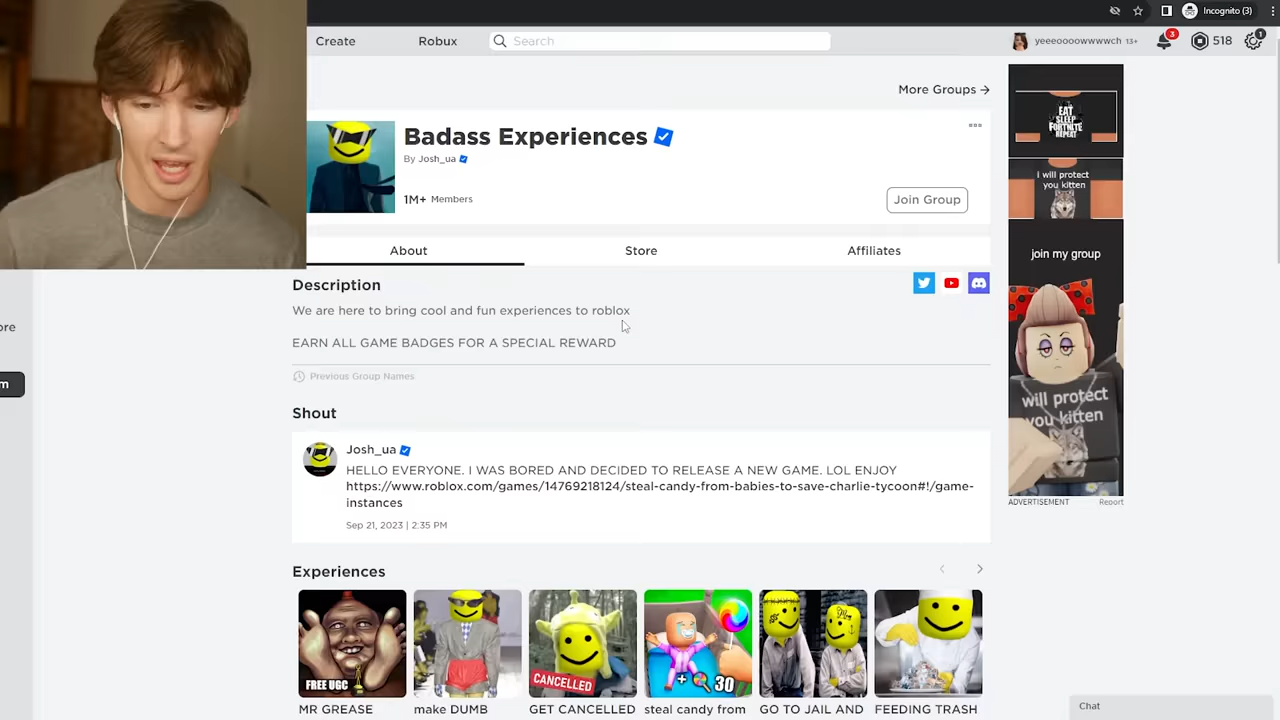 Incognito (3)
Create
Robux
Search
yeeeoooowwwwch 13+
3
518
1
More Groups →
Badass Experiences
By Josh_ua
1M+ Members
Join Group
About
Store
Affiliates
Description
We are here to bring cool and fun experiences to roblox
EARN ALL GAME BADGES FOR A SPECIAL REWARD
Previous Group Names
Shout
Josh_ua
HELLO EVERYONE. I WAS BORED AND DECIDED TO RELEASE A NEW GAME. LOL ENJOY
https://www.roblox.com/games/14769218124/steal-candy-from-babies-to-save-charlie-tycoon#!/game-
instances
Sep 21, 2023 | 2:35 PM
Experiences
FREE UGC
CANCELLED
+ 30
MR GREASE
make DUMB
GET CANCELLED
steal candy from
GO TO JAIL AND
FEEDING TRASH
EAT
SLEEP
FORTNITE
REPEAT
i will protect
you kitten
join my group
will protect
you kitten
ADVERTISEMENT
Report
ore
m
Chat